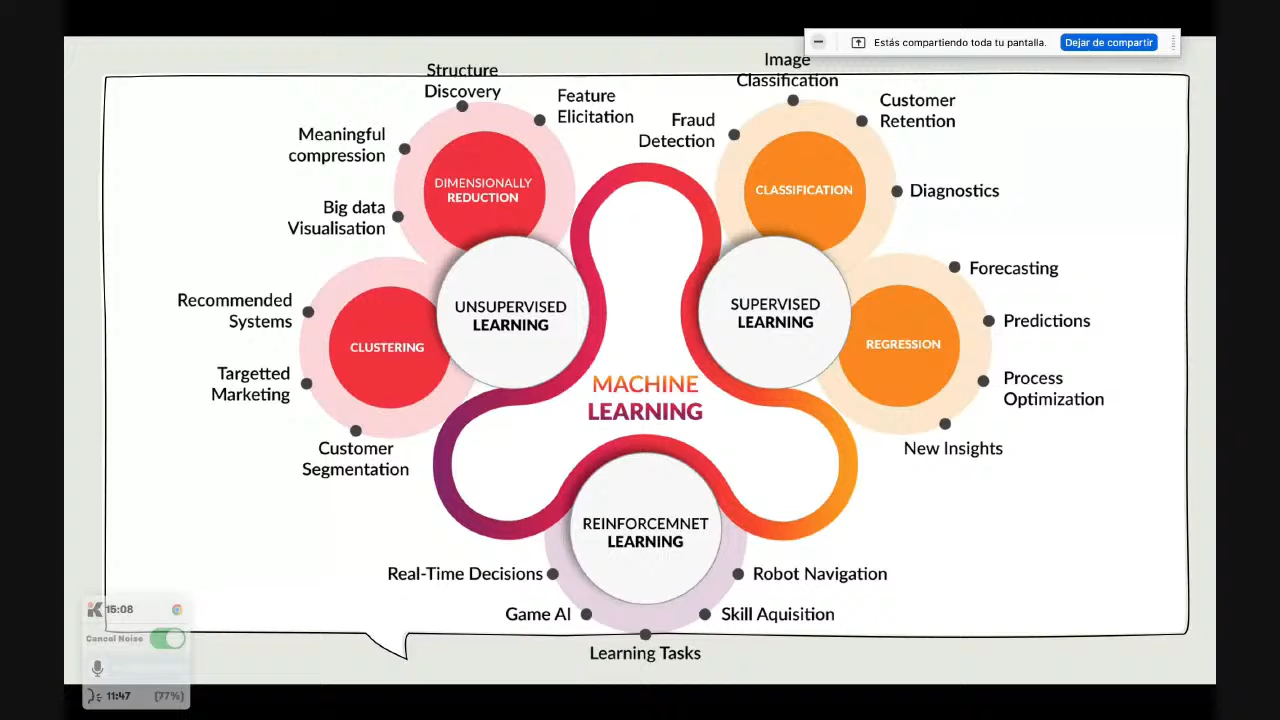 Estás compartiendo toda tu pantalla.
Dejar de compartir
Structure
Discovery
Feature
Elicitation
Meaningful
compression
DIMENSIONALLY
REDUCTION
Big data
Visualisation
Recommended
Systems
CLUSTERING
Targetted
Marketing
Customer
Segmentation
UNSUPERVISED
LEARNING
Image
Classification
Fraud
Detection
Customer
Retention
CLASSIFICATION
Diagnostics
SUPERVISED
LEARNING
Forecasting
Predictions
REGRESSION
Process
Optimization
New Insights
MACHINE
LEARNING
REINFORCEMNET
LEARNING
Real-Time Decisions
Robot Navigation
Game AI
Skill Aquisition
Learning Tasks
15:08
Cancel Noise
11:47 (77%)